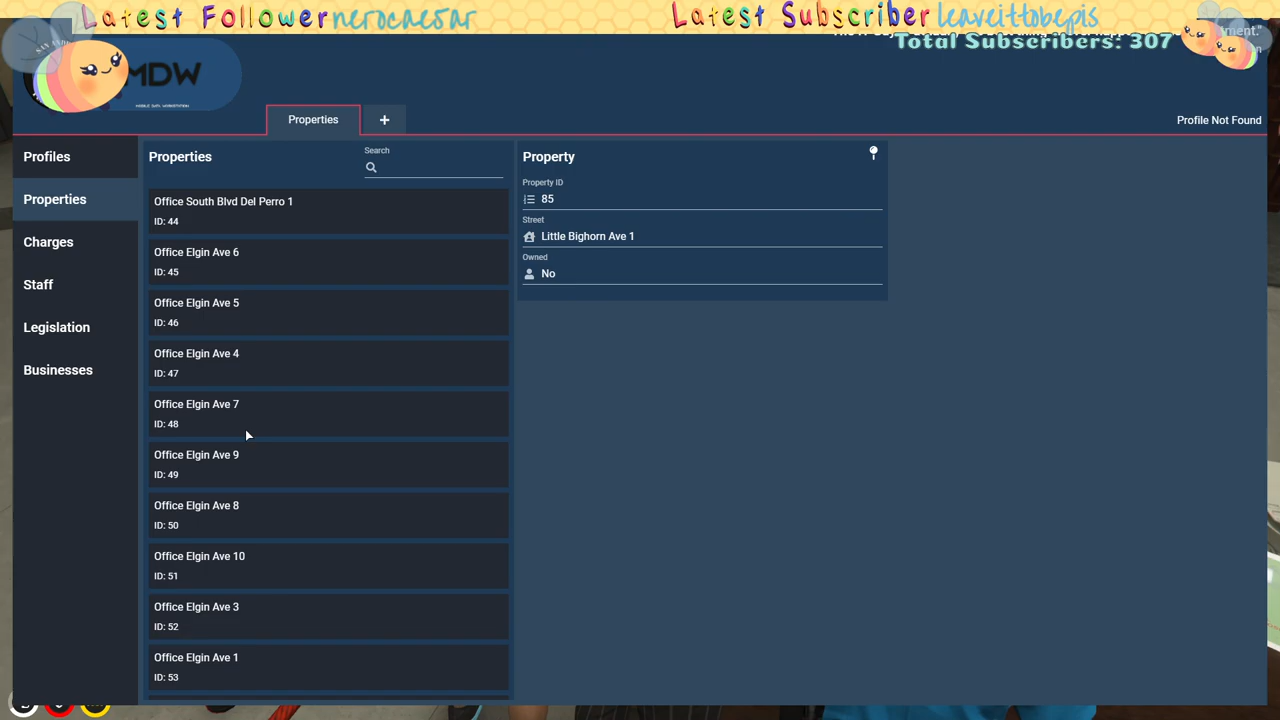 Latest Follower nerocaesar
Latest Subscriber leaveittobepis
Total Subscribers: 307
SAN AND
MDW
Properties
+
Profile Not Found
Profiles
Properties
Charges
Staff
Legislation
Businesses
Properties
Search
Office South Blvd Del Perro 1
ID: 44
Office Elgin Ave 6
ID: 45
Office Elgin Ave 5
ID: 46
Office Elgin Ave 4
ID: 47
Office Elgin Ave 7
ID: 48
Office Elgin Ave 9
ID: 49
Office Elgin Ave 8
ID: 50
Office Elgin Ave 10
ID: 51
Office Elgin Ave 3
ID: 52
Office Elgin Ave 1
ID: 53
Property
Property ID
85
Street
Little Bighorn Ave 1
Owned
No